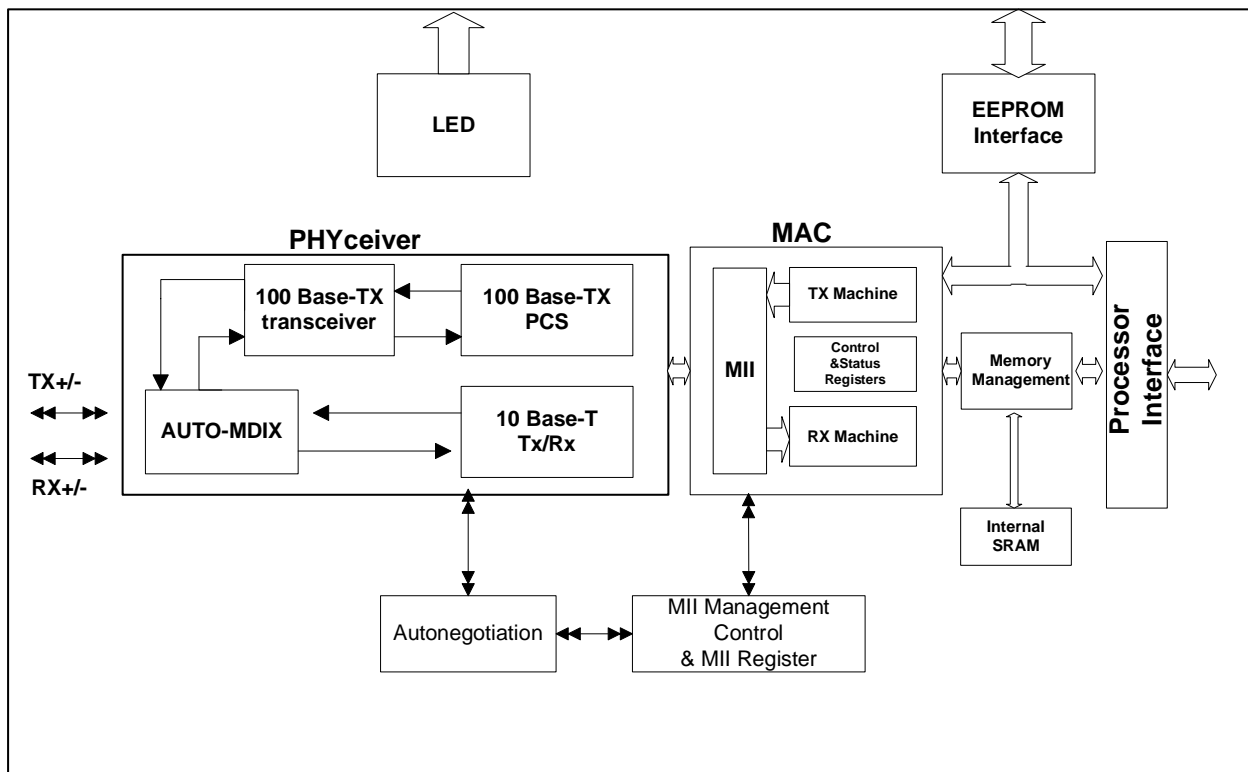 LED
EEPROM
Interface
PHYceiver
MAC
100 Base-TX
transceiver
100 Base-TX
PCS
AUTO-MDIX
10 Base-T
Tx/Rx
TX+/-
RX+/-
MII
TX Machine
Control
&Status
Registers
RX Machine
Memory
Management
Internal
SRAM
Processor
Interface
Autonegotiation
MII Management
Control
& MII Register